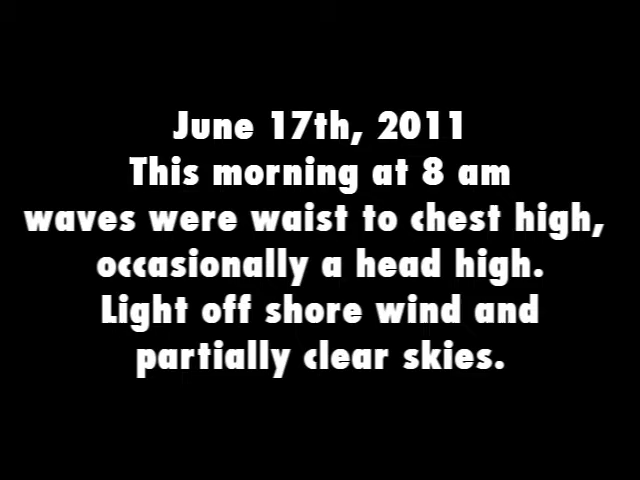 June 17th, 2011
This morning at 8 am
waves were waist to chest high,
occasionally a head high.
Light off shore wind and
partially clear skies.